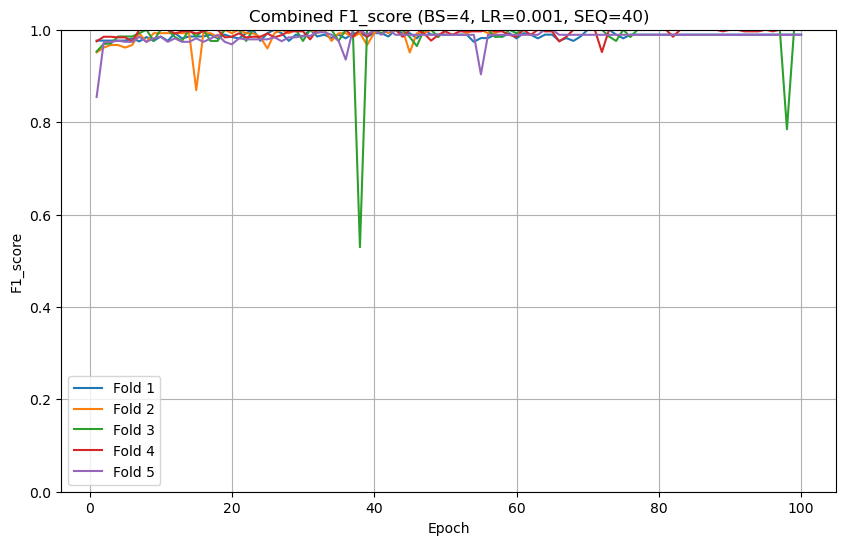 Combined F1_score (BS=4, LR=0.001, SEQ=40)
1.0
0.8
0.6
0.4
0.2
0.0
F1_score
Fold 1
Fold 2
Fold 3
Fold 4
Fold 5
0 20 40 60 80 100
Epoch